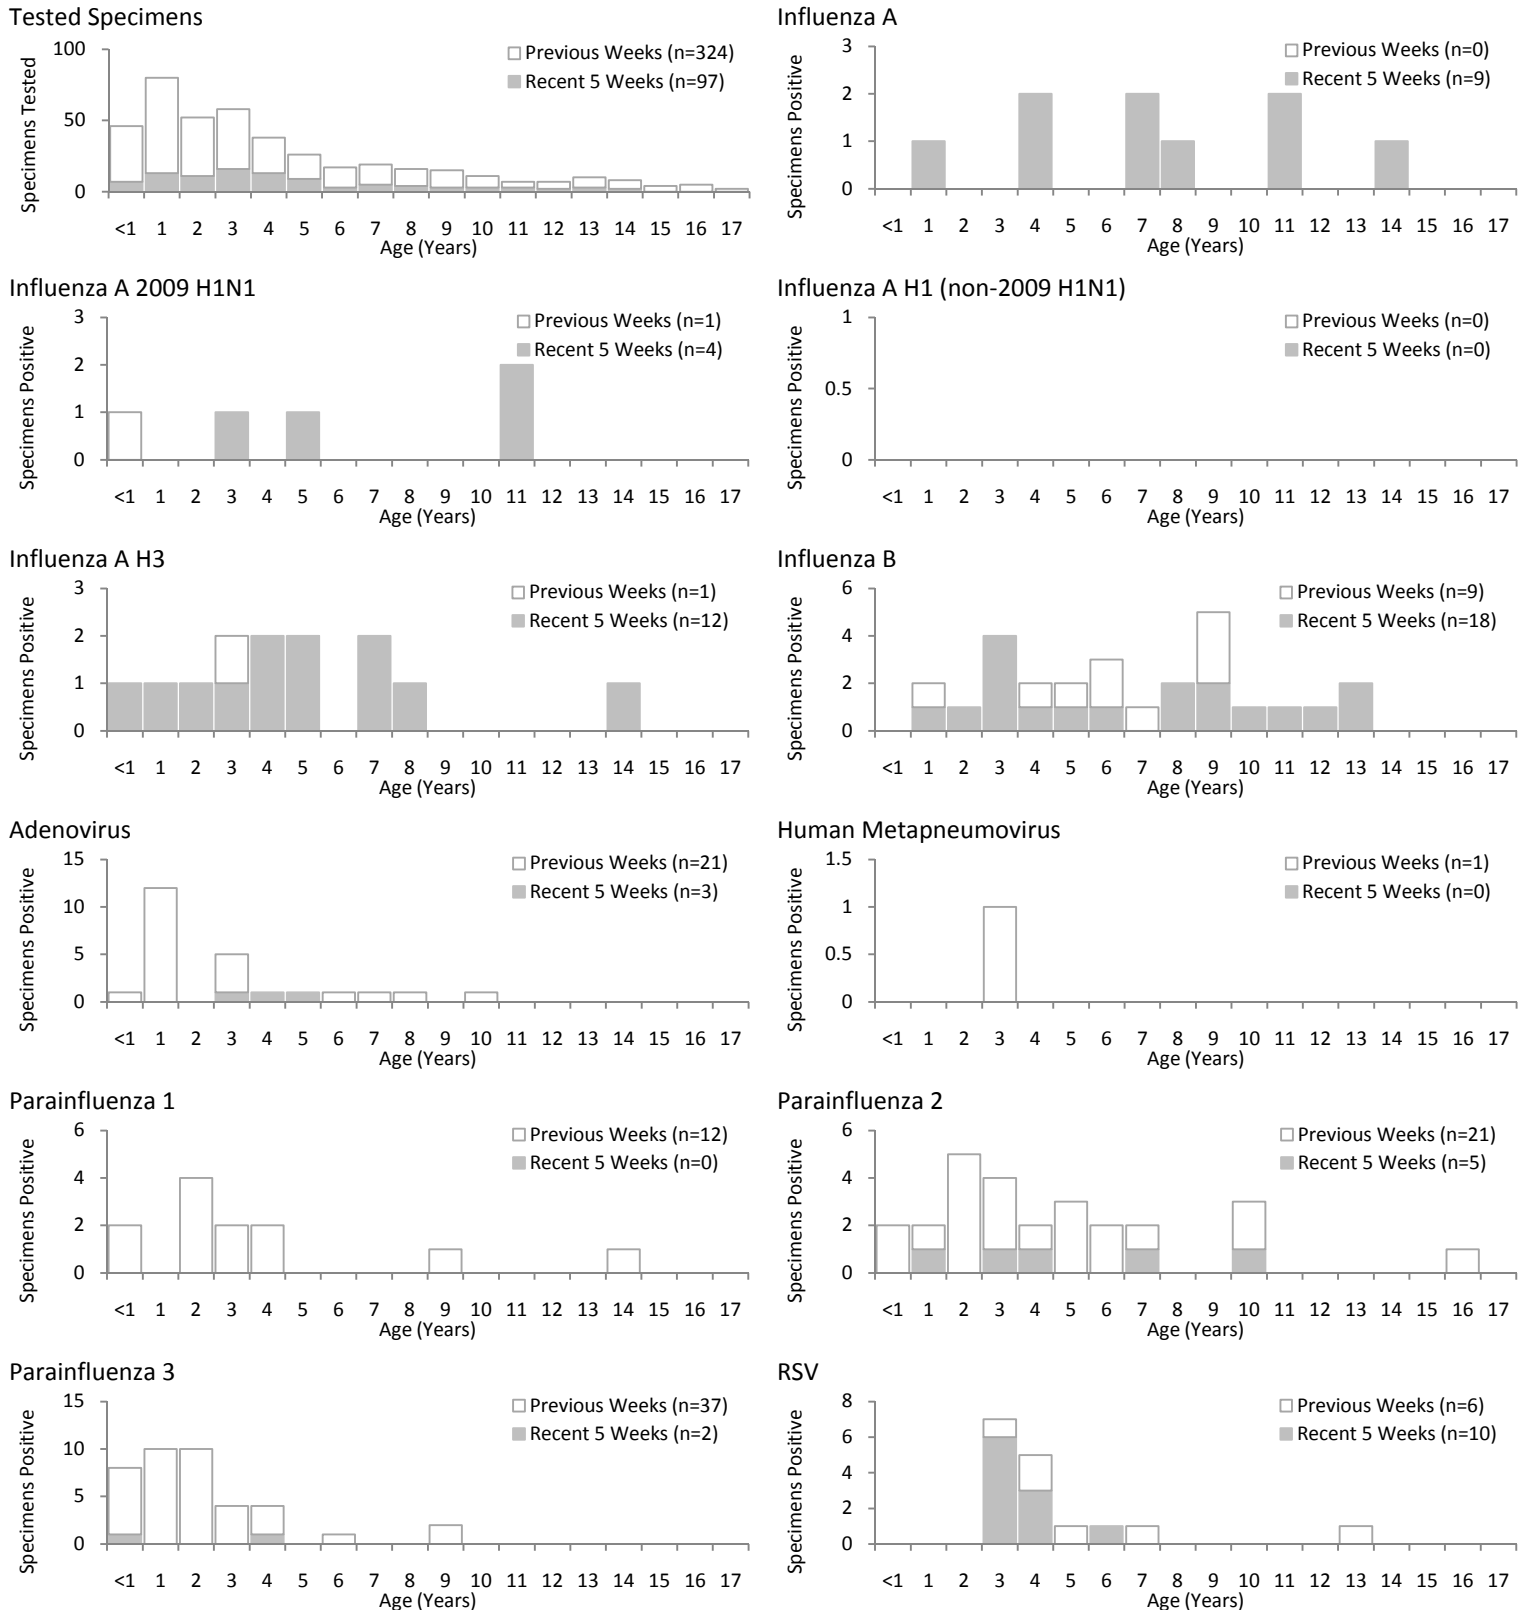 Tested Specimens
Specimens Tested
100
50
0
Previous Weeks (n=324)
Recent 5 Weeks (n=97)
<1 1 2 3 4 5 6 7 8 9 10 11 12 13 14 15 16 17
Age (Years)
Influenza A
Specimens Positive
3
2
1
0
Previous Weeks (n=0)
Recent 5 Weeks (n=9)
<1 1 2 3 4 5 6 7 8 9 10 11 12 13 14 15 16 17
Age (Years)
Influenza A 2009 H1N1
Specimens Positive
3
2
1
0
Previous Weeks (n=1)
Recent 5 Weeks (n=4)
<1 1 2 3 4 5 6 7 8 9 10 11 12 13 14 15 16 17
Age (Years)
Influenza A H1 (non-2009 H1N1)
Specimens Positive
1
0.5
0
Previous Weeks (n=0)
Recent 5 Weeks (n=0)
<1 1 2 3 4 5 6 7 8 9 10 11 12 13 14 15 16 17
Age (Years)
Influenza A H3
Specimens Positive
3
2
1
0
Previous Weeks (n=1)
Recent 5 Weeks (n=12)
<1 1 2 3 4 5 6 7 8 9 10 11 12 13 14 15 16 17
Age (Years)
Influenza B
Specimens Positive
6
4
2
0
Previous Weeks (n=9)
Recent 5 Weeks (n=18)
<1 1 2 3 4 5 6 7 8 9 10 11 12 13 14 15 16 17
Age (Years)
Adenovirus
Specimens Positive
15
10
5
0
Previous Weeks (n=21)
Recent 5 Weeks (n=3)
<1 1 2 3 4 5 6 7 8 9 10 11 12 13 14 15 16 17
Age (Years)
Human Metapneumovirus
Specimens Positive
1.5
1
0.5
0
Previous Weeks (n=1)
Recent 5 Weeks (n=0)
<1 1 2 3 4 5 6 7 8 9 10 11 12 13 14 15 16 17
Age (Years)
Parainfluenza 1
Specimens Positive
6
4
2
0
Previous Weeks (n=12)
Recent 5 Weeks (n=0)
<1 1 2 3 4 5 6 7 8 9 10 11 12 13 14 15 16 17
Age (Years)
Parainfluenza 2
Specimens Positive
6
4
2
0
Previous Weeks (n=21)
Recent 5 Weeks (n=5)
<1 1 2 3 4 5 6 7 8 9 10 11 12 13 14 15 16 17
Age (Years)
Parainfluenza 3
Specimens Positive
15
10
5
0
Previous Weeks (n=37)
Recent 5 Weeks (n=2)
<1 1 2 3 4 5 6 7 8 9 10 11 12 13 14 15 16 17
Age (Years)
RSV
Specimens Positive
8
6
4
2
0
Previous Weeks (n=6)
Recent 5 Weeks (n=10)
<1 1 2 3 4 5 6 7 8 9 10 11 12 13 14 15 16 17
Age (Years)